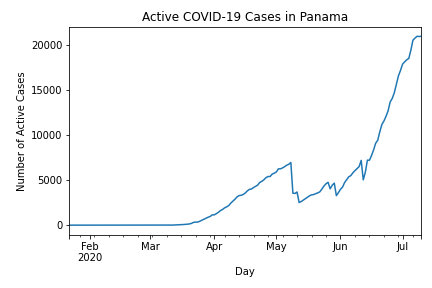 Active COVID-19 Cases in Panama
Number of Active Cases
20000
15000
10000
5000
0
Feb Mar Apr May Jun Jul
2020
Day